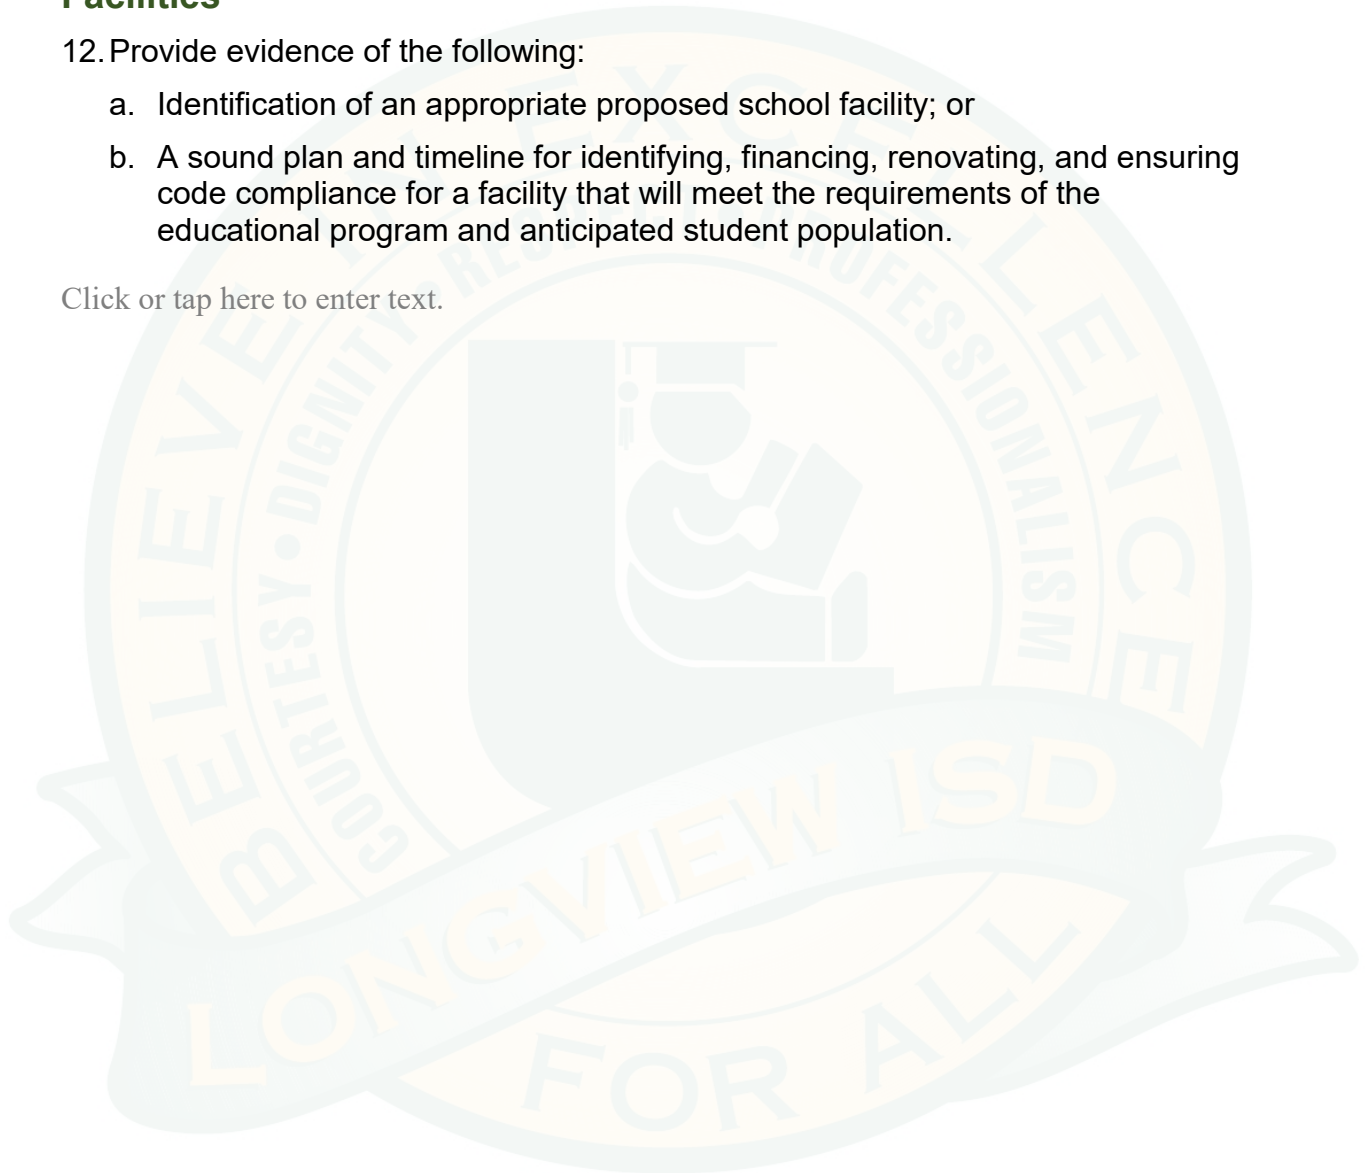 Facilities
12. Provide evidence of the following:
a. Identification of an appropriate proposed school facility; or
b. A sound plan and timeline for identifying, financing, renovating, and ensuring
code compliance for a facility that will meet the requirements of the
educational program and anticipated student population.
Click or tap here to enter text.
BELIEVE IN EXCELLENCE
COURTESY • DIGNITY • RESPECT • PROFESSIONALISM
LONGVIEW ISD
FOR ALL